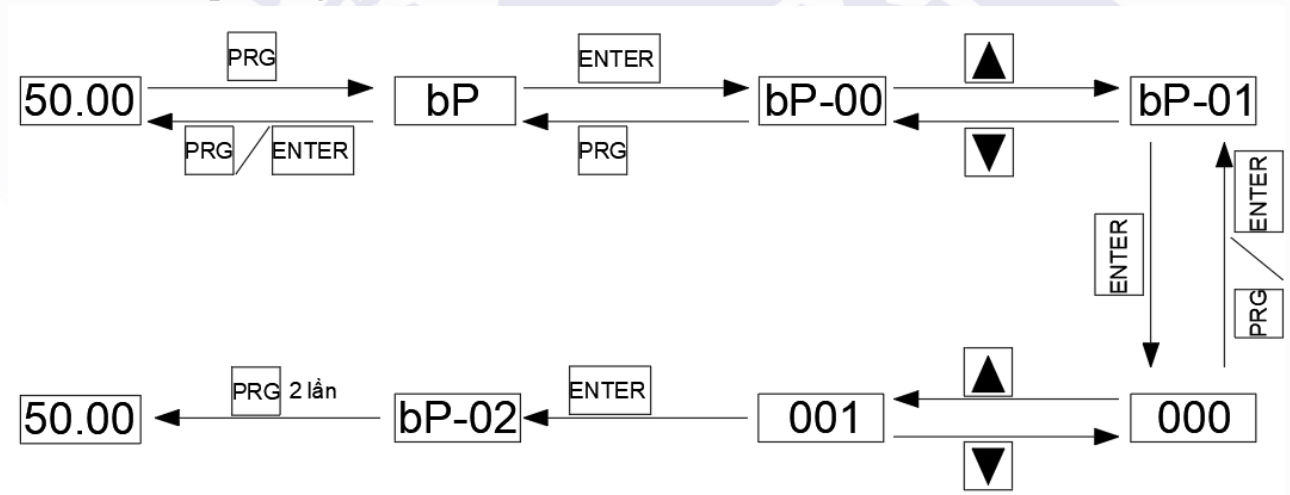 PRG
ENTER
▲
50.00
bP
bP-00
bP-01
PRG/ENTER
PRG
▼
ENTER
ENTER
PRG/
PRG 2 lần
ENTER
▲
50.00
bP-02
001
000
▼